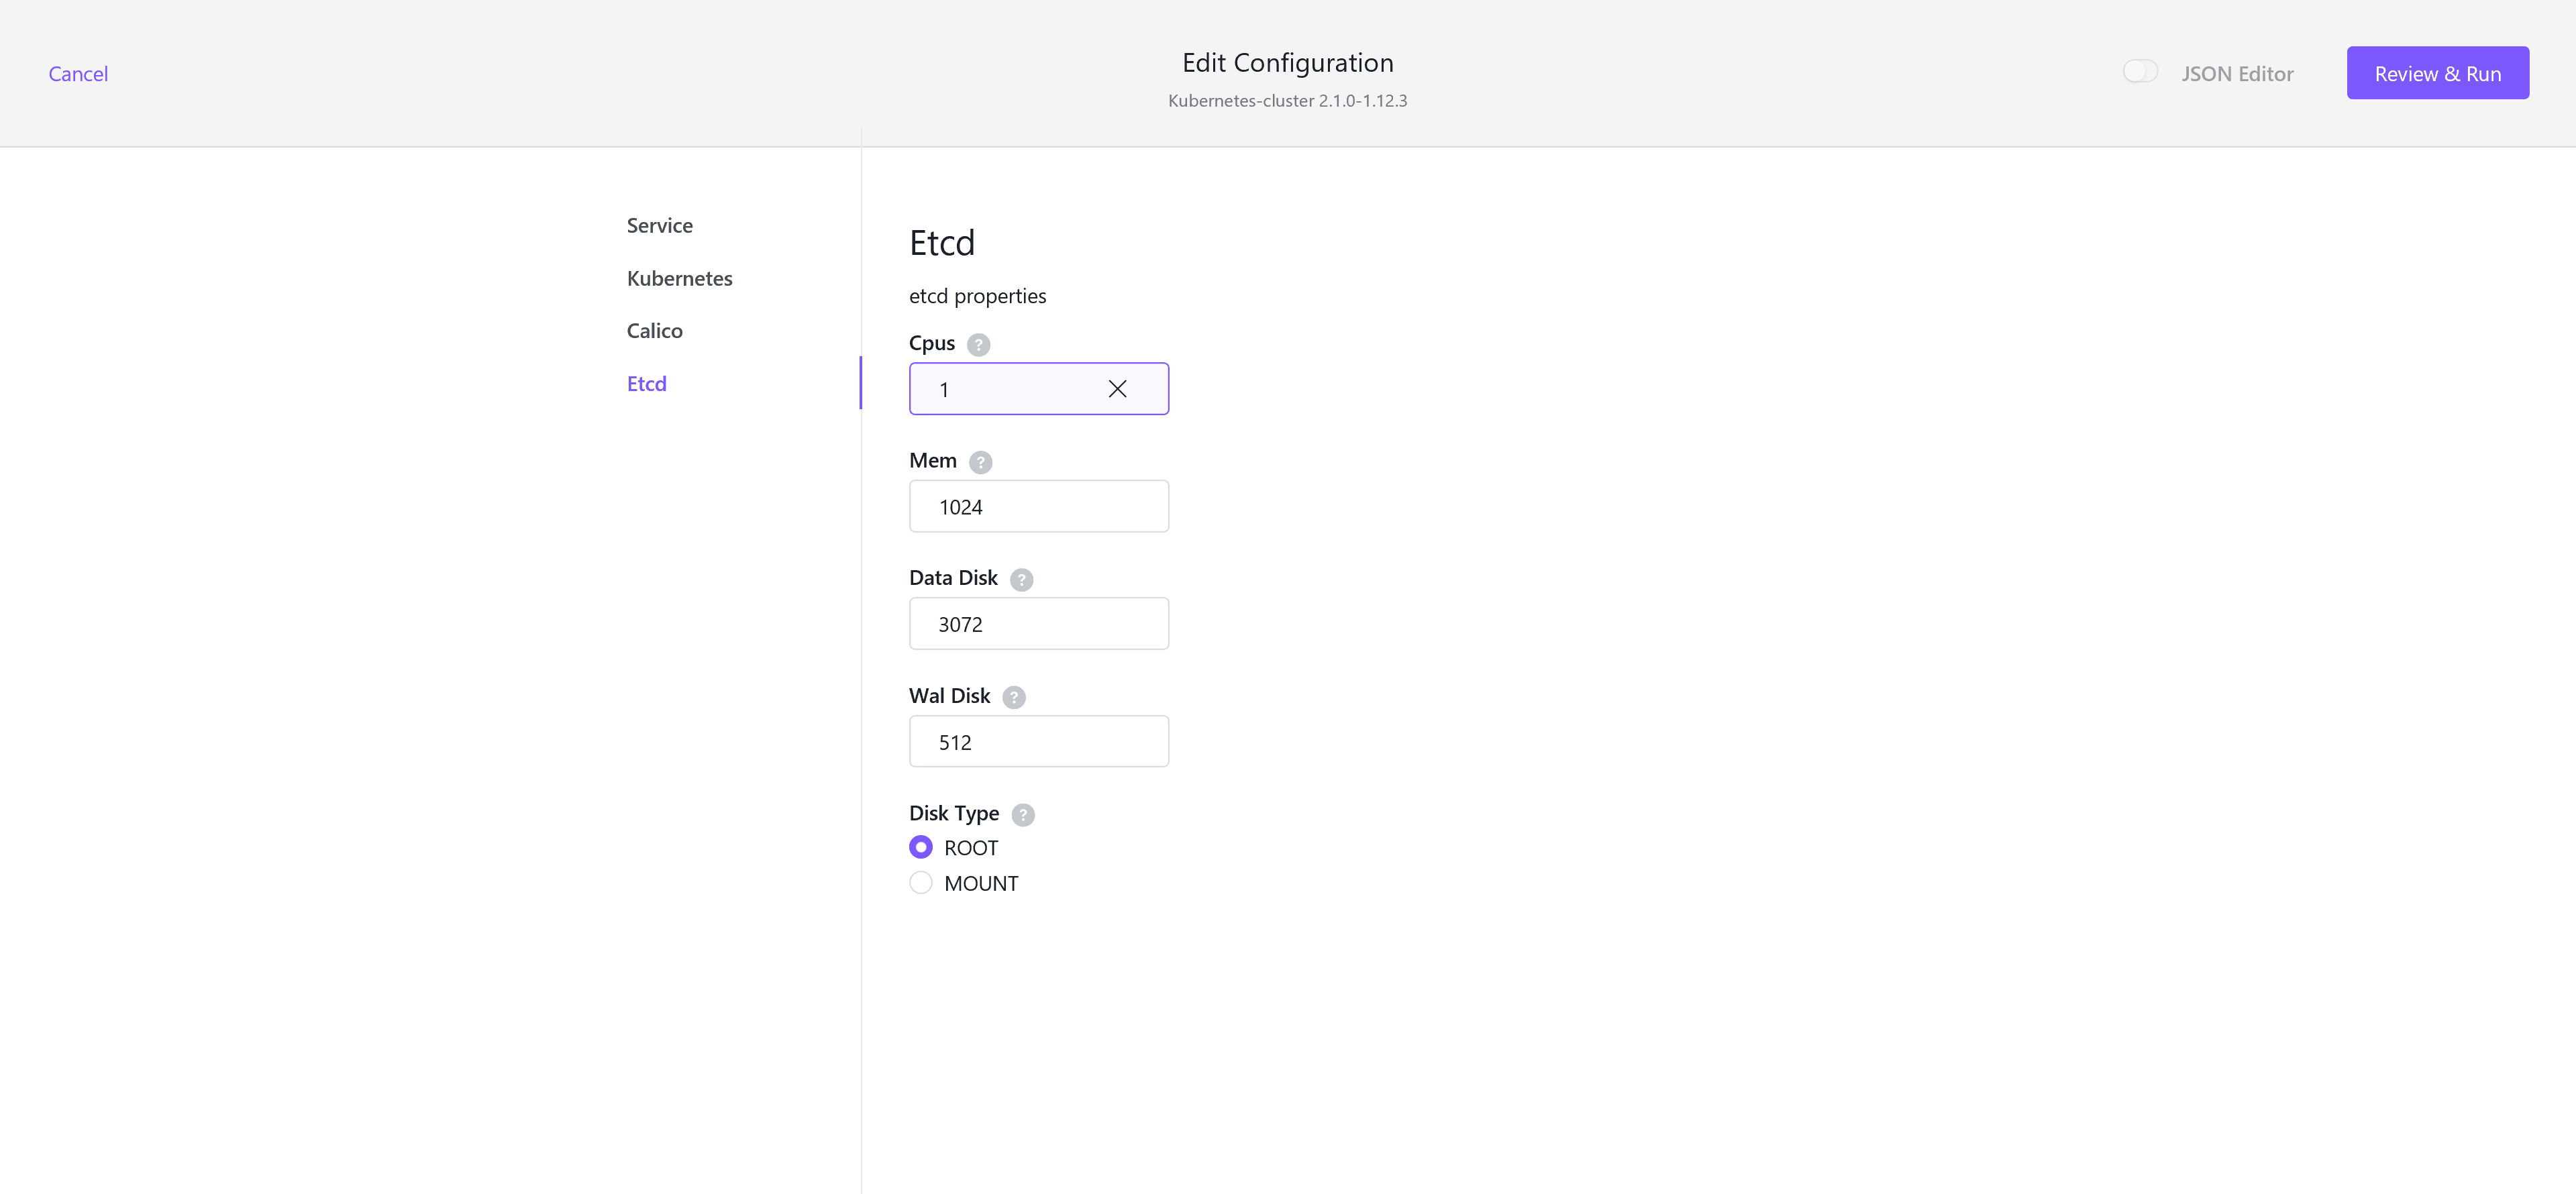 Cancel
Edit Configuration
Kubernetes-cluster 2.1.0-1.12.3
JSON Editor
Review & Run
Service
Kubernetes
Calico
Etcd
Etcd
etcd properties
Cpus ?
1
Mem ?
1024
Data Disk ?
3072
Wal Disk ?
512
Disk Type ?
ROOT
MOUNT